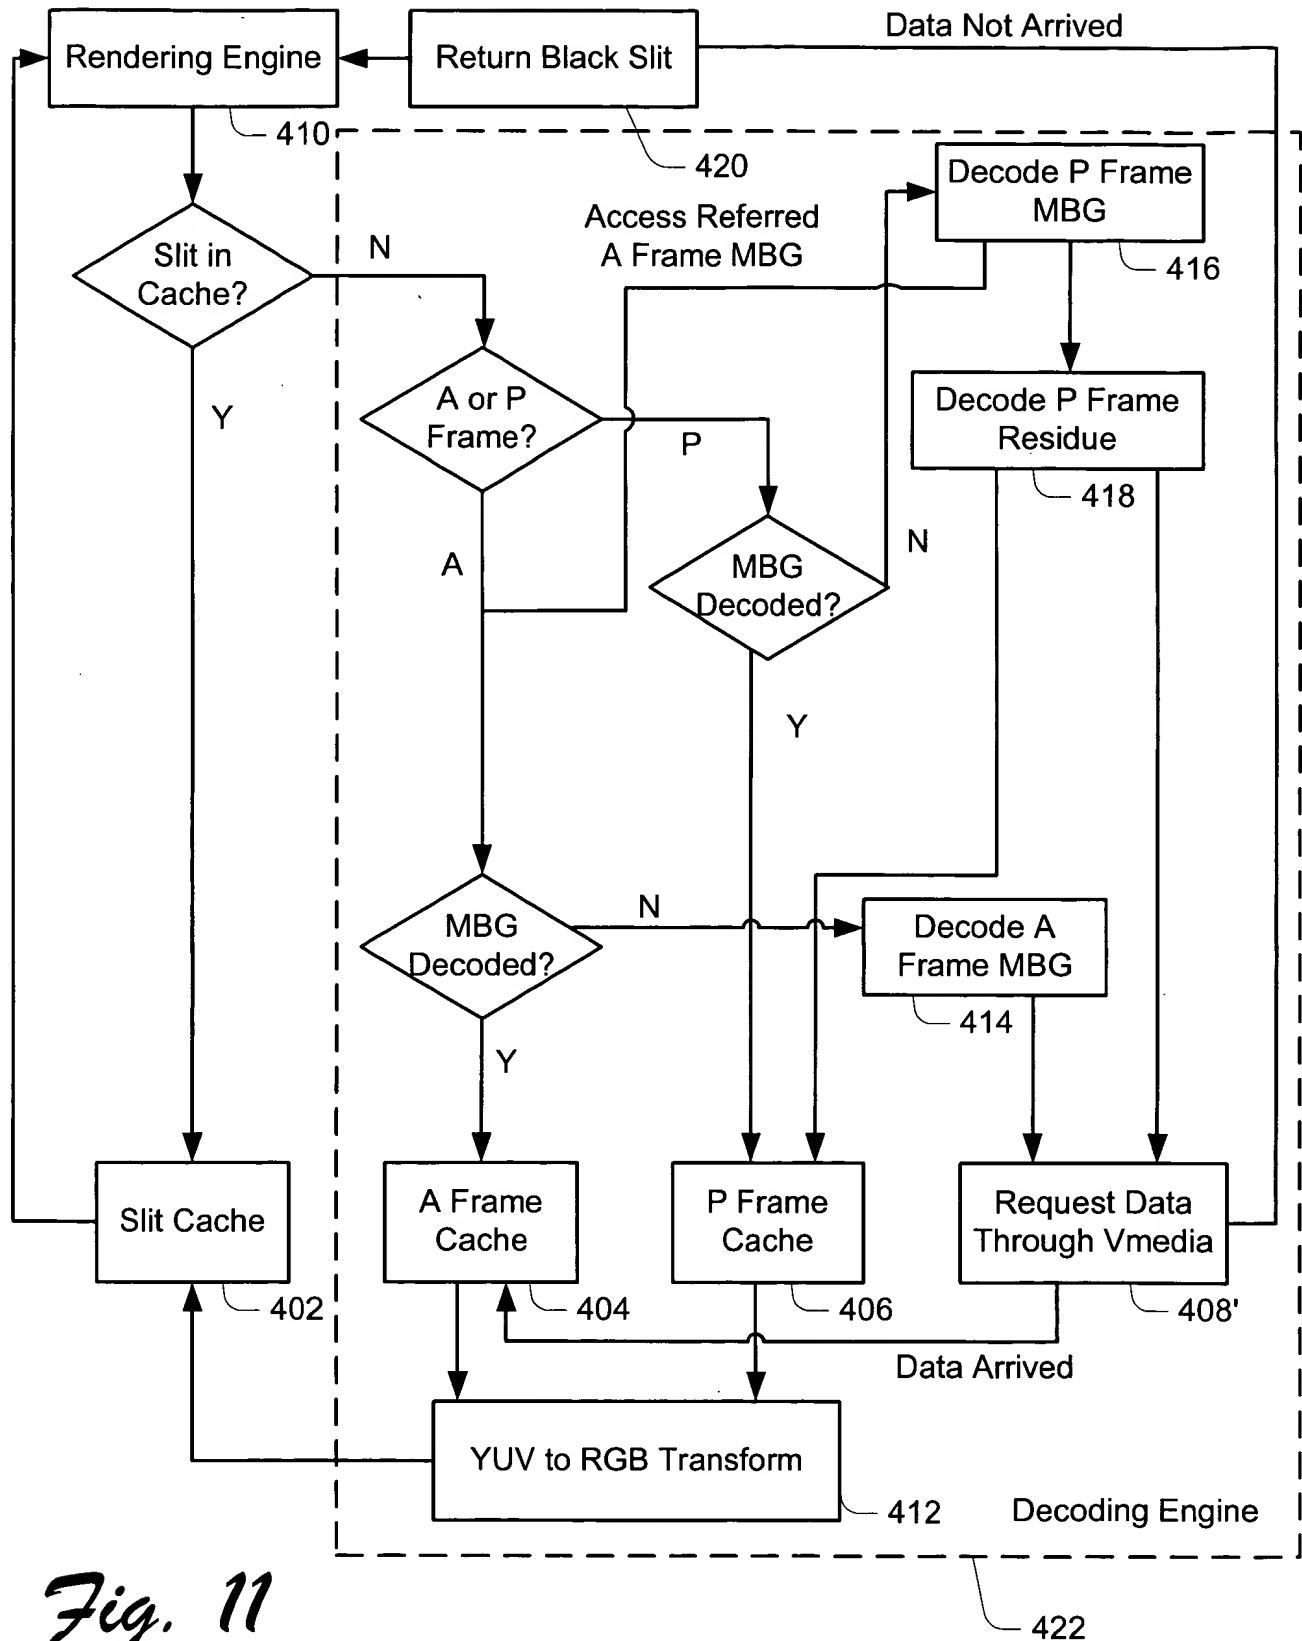 Data Not Arrived
Rendering Engine
Return Black Slit
410
420
Decode P Frame
MBG
416
Access Referred
A Frame MBG
Slit in
Cache?
N
Y
A or P
Frame?
P
A
Decode P Frame
Residue
418
MBG
Decoded?
N
Y
MBG
Decoded?
N
Y
Decode A
Frame MBG
414
Slit Cache
402
A Frame
Cache
404
P Frame
Cache
406
Request Data
Through Vmedia
408'
Data Arrived
YUV to RGB Transform
412
Decoding Engine
422
Fig. 11